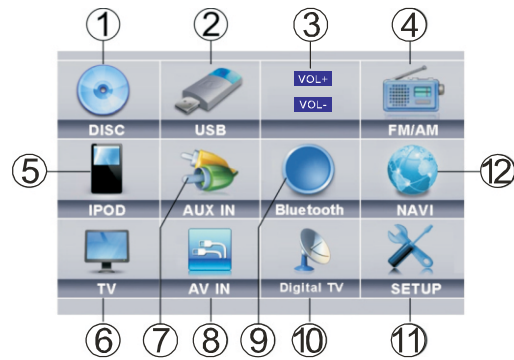 ① ② ③ ④
VOL+
VOL-
DISC USB FM/AM
⑤ ⑫
IPOD AUX IN Bluetooth NAVI
TV AV IN Digital TV SETUP
⑥ ⑦ ⑧ ⑨ ⑩ ⑪